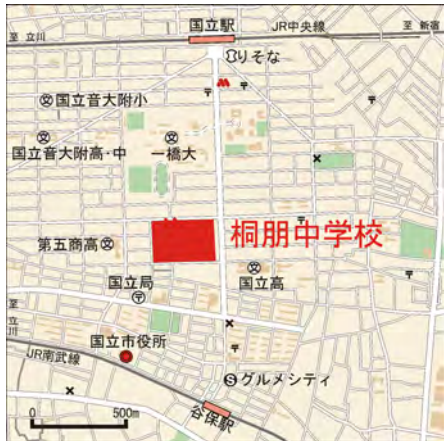 国立駅
JR中央線
至 立川
至 新宿
りそな
国立音大附小
国立音大附高・中
一橋大
桐朋中学校
第五商高
国立高
国立局
至
立川
国立市役所
JR南武線
S グルメシティ
谷保駅
0 500m